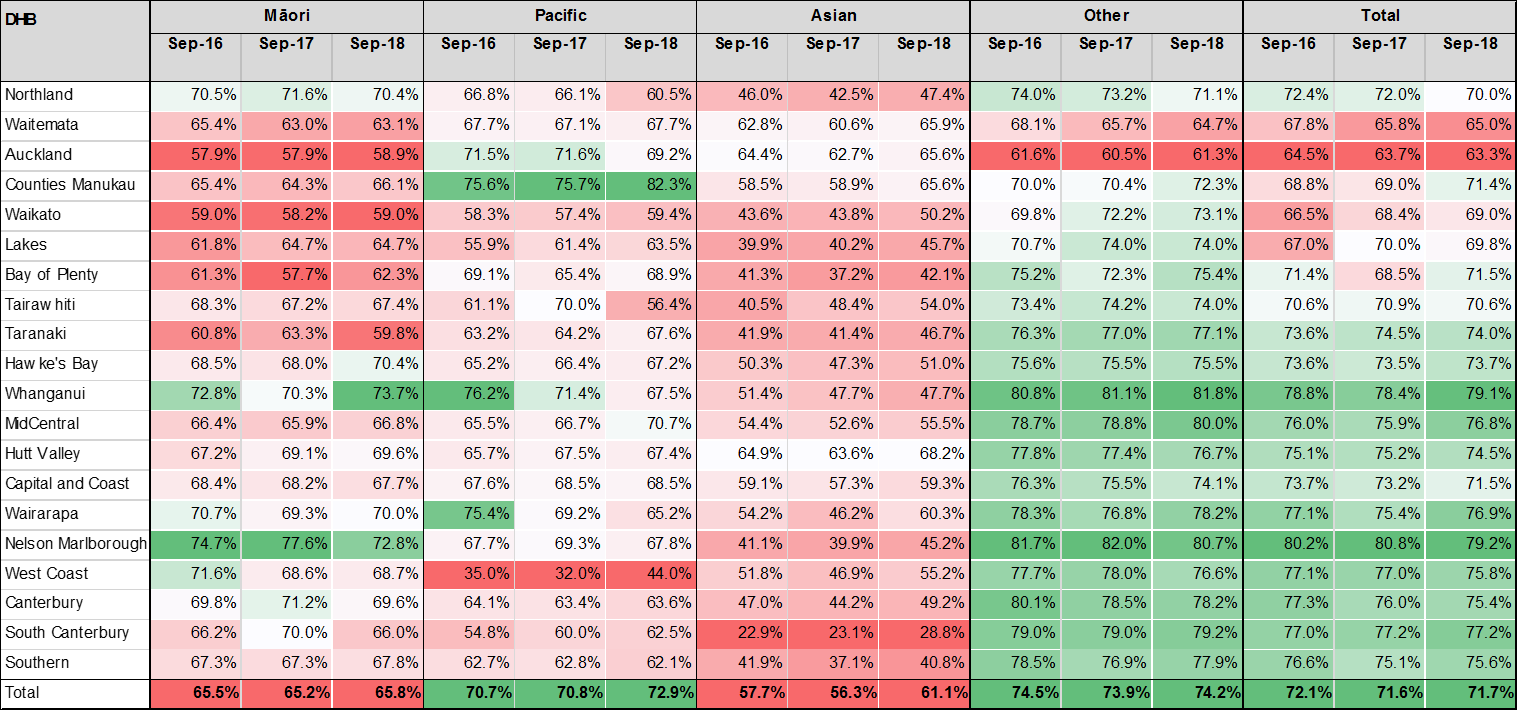 DHB Māori Pacific Asian Other Total
Sep-16 Sep-17 Sep-18 Sep-16 Sep-17 Sep-18 Sep-16 Sep-17 Sep-18 Sep-16 Sep-17 Sep-18 Sep-16 Sep-17 Sep-18
Northland 70.5% 71.6% 70.4% 66.8% 66.1% 60.5% 46.0% 42.5% 47.4% 74.0% 73.2% 71.1% 72.4% 72.0% 70.0%
Waitemata 65.4% 63.0% 63.1% 67.7% 67.1% 67.7% 62.8% 60.6% 65.9% 68.1% 65.7% 64.7% 67.8% 65.8% 65.0%
Auckland 57.9% 57.9% 58.9% 71.5% 71.6% 69.2% 64.4% 62.7% 65.6% 61.6% 60.5% 61.3% 64.5% 63.7% 63.3%
Counties Manukau 65.4% 64.3% 66.1% 75.6% 75.7% 82.3% 58.5% 58.9% 65.6% 70.0% 70.4% 72.3% 68.8% 69.0% 71.4%
Waikato 59.0% 58.2% 59.0% 58.3% 57.4% 59.4% 43.6% 43.8% 50.2% 69.8% 72.2% 73.1% 66.5% 68.4% 69.0%
Lakes 61.8% 64.7% 64.7% 55.9% 61.4% 63.5% 39.9% 40.2% 45.7% 70.7% 74.0% 74.0% 67.0% 70.0% 69.8%
Bay of Plenty 61.3% 57.7% 62.3% 69.1% 65.4% 68.9% 41.3% 37.2% 42.1% 75.2% 72.3% 75.4% 71.4% 68.5% 71.5%
Tairaw hiti 68.3% 67.2% 67.4% 61.1% 70.0% 56.4% 40.5% 48.4% 54.0% 73.4% 74.2% 74.0% 70.6% 70.9% 70.6%
Taranaki 60.8% 63.3% 59.8% 63.2% 64.2% 67.6% 41.9% 41.4% 46.7% 76.3% 77.0% 77.1% 73.6% 74.5% 74.0%
Haw ke's Bay 68.5% 68.0% 70.4% 65.2% 66.4% 67.2% 50.3% 47.3% 51.0% 75.6% 75.5% 75.5% 73.6% 73.5% 73.7%
Whanganui 72.8% 70.3% 73.7% 76.2% 71.4% 67.5% 51.4% 47.7% 47.7% 80.8% 81.1% 81.8% 78.8% 78.4% 79.1%
MidCentral 66.4% 65.9% 66.8% 65.5% 66.7% 70.7% 54.4% 52.6% 55.5% 78.7% 78.8% 80.0% 76.0% 75.9% 76.8%
Hutt Valley 67.2% 69.1% 69.6% 65.7% 67.5% 67.4% 64.9% 63.6% 68.2% 77.8% 77.4% 76.7% 75.1% 75.2% 74.5%
Capital and Coast 68.4% 68.2% 67.7% 67.6% 68.5% 68.5% 59.1% 57.3% 59.3% 76.3% 75.5% 74.1% 73.7% 73.2% 71.5%
Wairarapa 70.7% 69.3% 70.0% 75.4% 69.2% 65.2% 54.2% 46.2% 60.3% 78.3% 76.8% 78.2% 77.1% 75.4% 76.9%
Nelson Marlborough 74.7% 77.6% 72.8% 67.7% 69.3% 67.8% 41.1% 39.9% 45.2% 81.7% 82.0% 80.7% 80.2% 80.8% 79.2%
West Coast 71.6% 68.6% 68.7% 35.0% 32.0% 44.0% 51.8% 46.9% 55.2% 77.7% 78.0% 76.6% 77.1% 77.0% 75.8%
Canterbury 69.8% 71.2% 69.6% 64.1% 63.4% 63.6% 47.0% 44.2% 49.2% 80.1% 78.5% 78.2% 77.3% 76.0% 75.4%
South Canterbury 66.2% 70.0% 66.0% 54.8% 60.0% 62.5% 22.9% 23.1% 28.8% 79.0% 79.0% 79.2% 77.0% 77.2% 77.2%
Southern 67.3% 67.3% 67.8% 62.7% 62.8% 62.1% 41.9% 37.1% 40.8% 78.5% 76.9% 77.9% 76.6% 75.1% 75.6%
Total 65.5% 65.2% 65.8% 70.7% 70.8% 72.9% 57.7% 56.3% 61.1% 74.5% 73.9% 74.2% 72.1% 71.6% 71.7%